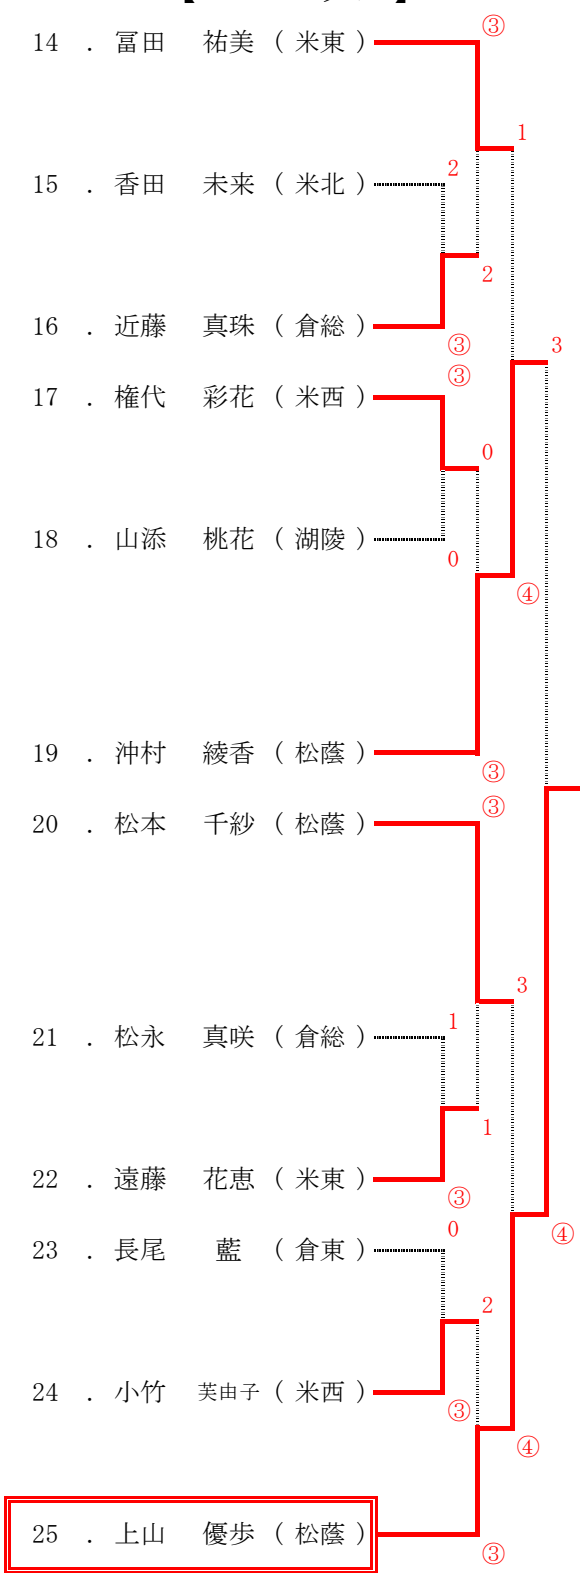 ③
14 . 冨田 祐美 ( 米東 )
1
15 . 香田 未来 ( 米北 )
2
2
16 . 近藤 真珠 ( 倉総 )
③
3
③
17 . 権代 彩花 ( 米西 )
0
18 . 山添 桃花 ( 湖陵 )
0
④
19 . 沖村 綾香 ( 松蔭 )
③
③
20 . 松本 千紗 ( 松蔭 )
3
1
21 . 松永 真咲 ( 倉総 )
1
22 . 遠藤 花恵 ( 米東 )
③
0
④
23 . 長尾 藍 ( 倉東 )
2
24 . 小竹 芙由子 ( 米西 )
③
④
25 . 上山 優歩 ( 松蔭 )
③